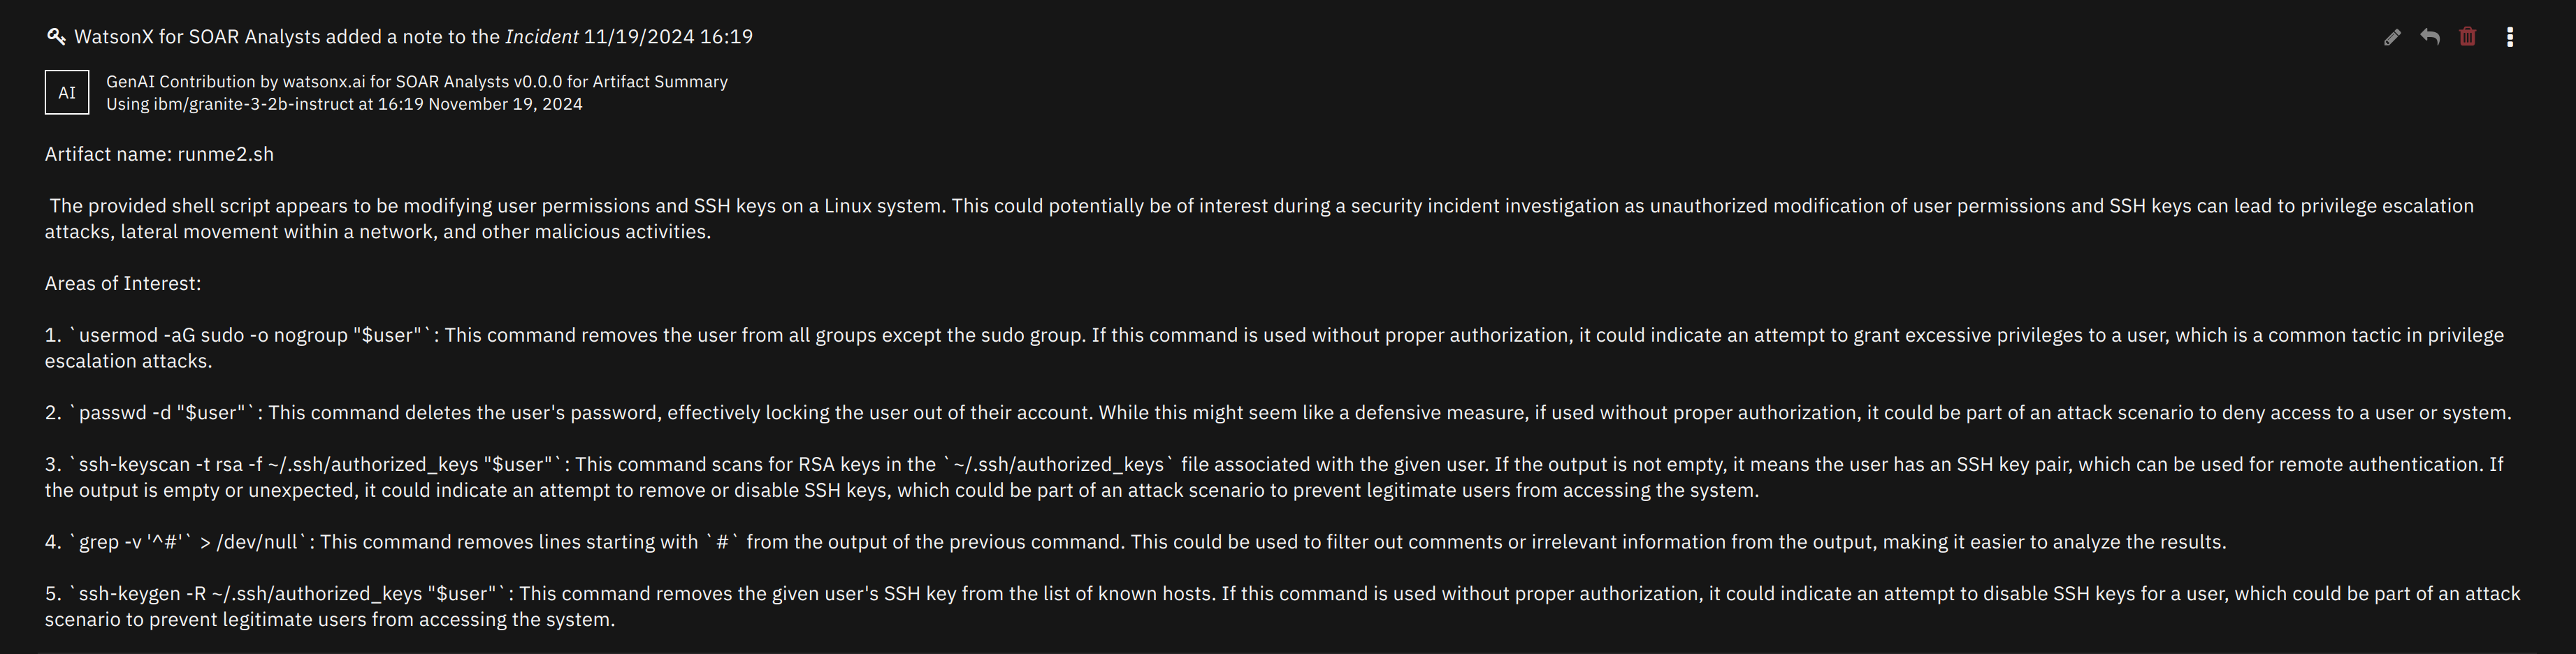 WatsonX for SOAR Analysts added a note to the Incident 11/19/2024 16:19
AI
GenAI Contribution by watsonx.ai for SOAR Analysts v0.0.0 for Artifact Summary
Using ibm/granite-3-2b-instruct at 16:19 November 19, 2024
Artifact name: runme2.sh
The provided shell script appears to be modifying user permissions and SSH keys on a Linux system. This could potentially be of interest during a security incident investigation as unauthorized modification of user permissions and SSH keys can lead to privilege escalation
attacks, lateral movement within a network, and other malicious activities.
Areas of Interest:
1. `usermod -aG sudo -o nogroup "$user"`: This command removes the user from all groups except the sudo group. If this command is used without proper authorization, it could indicate an attempt to grant excessive privileges to a user, which is a common tactic in privilege
escalation attacks.
2. `passwd -d "$user"`: This command deletes the user's password, effectively locking the user out of their account. While this might seem like a defensive measure, if used without proper authorization, it could be part of an attack scenario to deny access to a user or system.
3. `ssh-keyscan -t rsa -f ~/.ssh/authorized_keys "$user"`: This command scans for RSA keys in the `~/.ssh/authorized_keys` file associated with the given user. If the output is not empty, it means the user has an SSH key pair, which can be used for remote authentication. If
the output is empty or unexpected, it could indicate an attempt to remove or disable SSH keys, which could be part of an attack scenario to prevent legitimate users from accessing the system.
4. `grep -v '^#'` > /dev/null`: This command removes lines starting with `#` from the output of the previous command. This could be used to filter out comments or irrelevant information from the output, making it easier to analyze the results.
5. `ssh-keygen -R ~/.ssh/authorized_keys "$user"`: This command removes the given user's SSH key from the list of known hosts. If this command is used without proper authorization, it could indicate an attempt to disable SSH keys for a user, which could be part of an attack
scenario to prevent legitimate users from accessing the system.